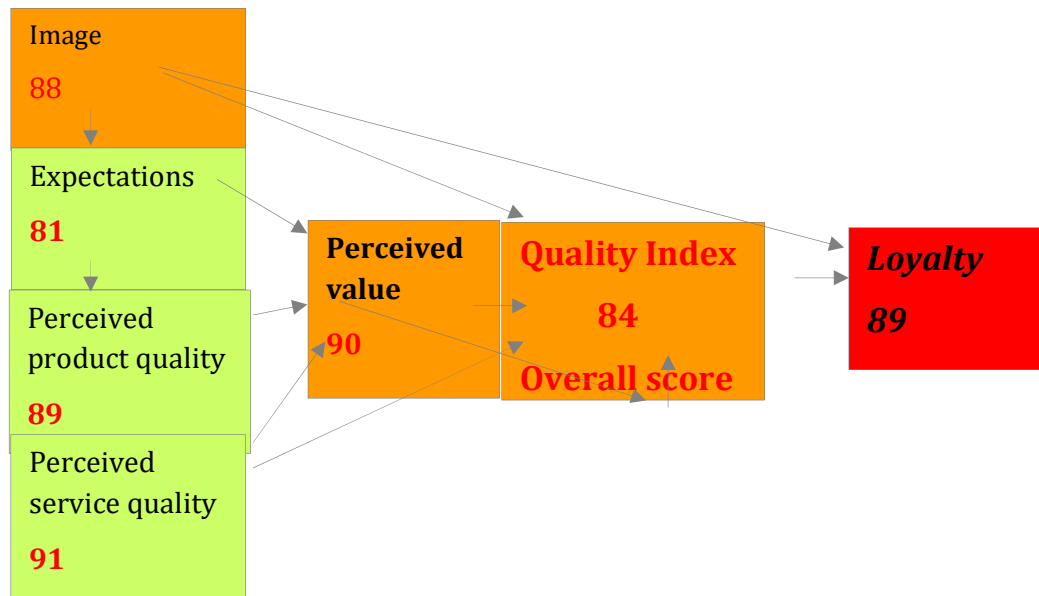 Image
88
Expectations
81
Perceived
product quality
89
Perceived
service quality
91
Perceived
value
90
Quality Index
84
Overall score
Loyalty
89